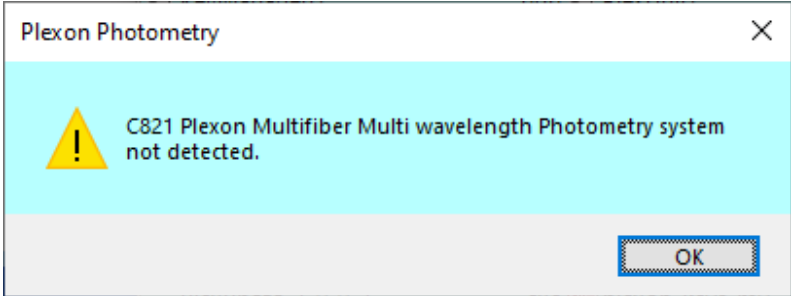 Plexon Photometry
C821 Plexon Multifiber Multi wavelength Photometry system
not detected.
OK